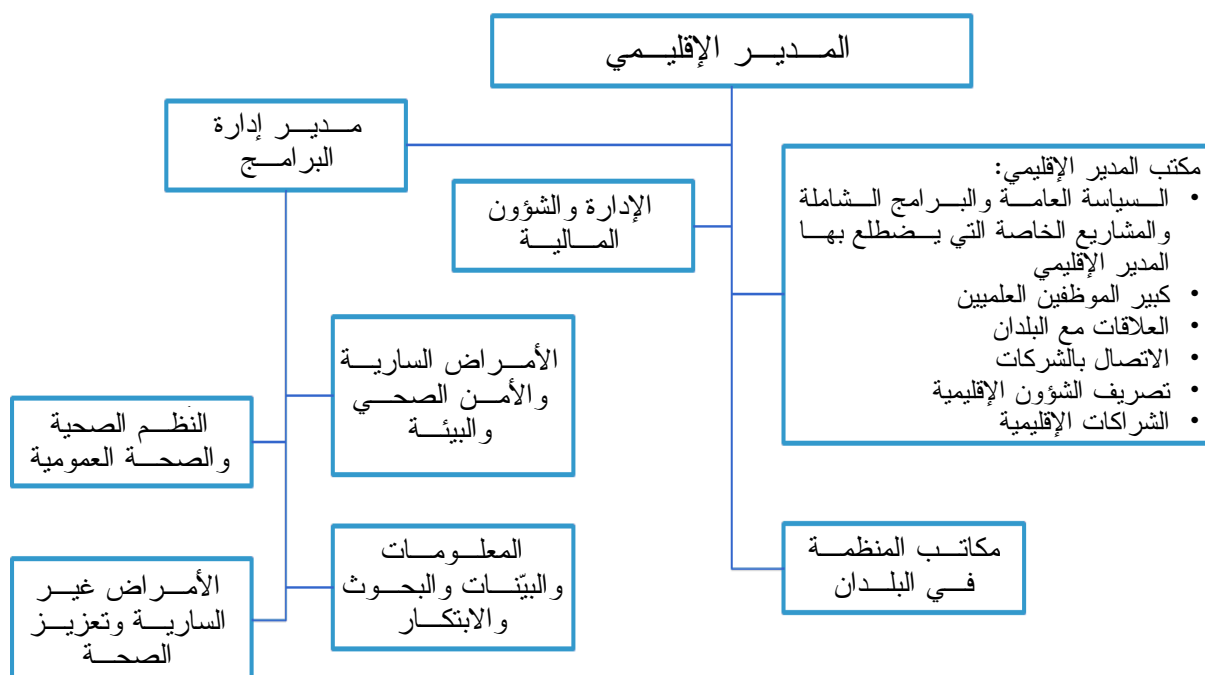 المدير الإقليمي
مدير إدارة
البرامج
مكتب المدير الإقليمي:
• السياسة العامة والبرامج الشاملة
والمشاريع الخاصة التي يضطلع بها
المدير الإقليمي
• كبير الموظفين العلميين
• العلاقات مع البلدان
• الاتصال بالشركات
• تصريف الشؤون الإقليمية
• الشراكات الإقليمية
الإدارة والشؤون
المالية
الأمراض السارية
والأمن الصحي
والبيئة
النُظم الصحية
والصحة العمومية
مكاتب المنظمة
في البلدان
المعلومات
والبيّنات والبحوث
والابتكار
الأمراض غير
السارية وتعزيز
الصحة